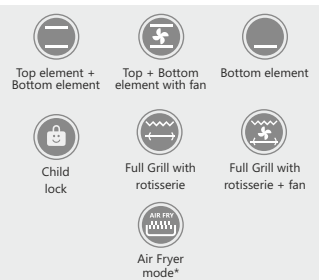 Top element +
Bottom element
Top + Bottom
element with fan
Bottom element
Child
lock
Full Grill with
rotisserie
Full Grill with
rotisserie + fan
AIR FRY
Air Fryer
mode*